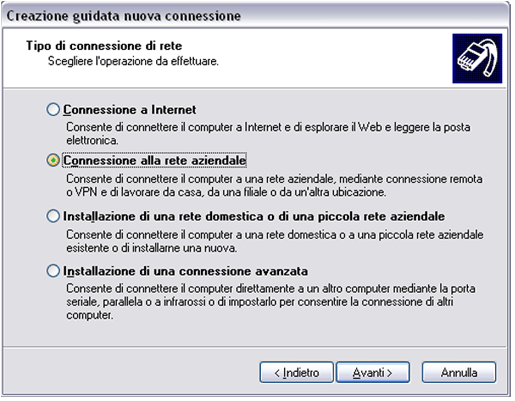 Creazione guidata nuova connessione
Tipo di connessione di rete
Scegliere l'operazione da effettuare.
Connessione a Internet
Consente di connettere il computer a Internet e di esplorare il Web e leggere la posta
elettronica.
Connessione alla rete aziendale
Consente di connettere il computer a una rete aziendale, mediante connessione remota
o VPN e di lavorare da casa, da una filiale o da un'altra ubicazione.
Installazione di una rete domestica o di una piccola rete aziendale
Consente di connettere il computer a una rete domestica o a una piccola rete aziendale
esistente o di installarne una nuova.
Installazione di una connessione avanzata
Consente di connettere il computer direttamente a un altro computer mediante la porta
seriale, parallela o a infrarossi o di impostarlo per consentire la connessione di altri
computer.
< Indietro Avanti > Annulla